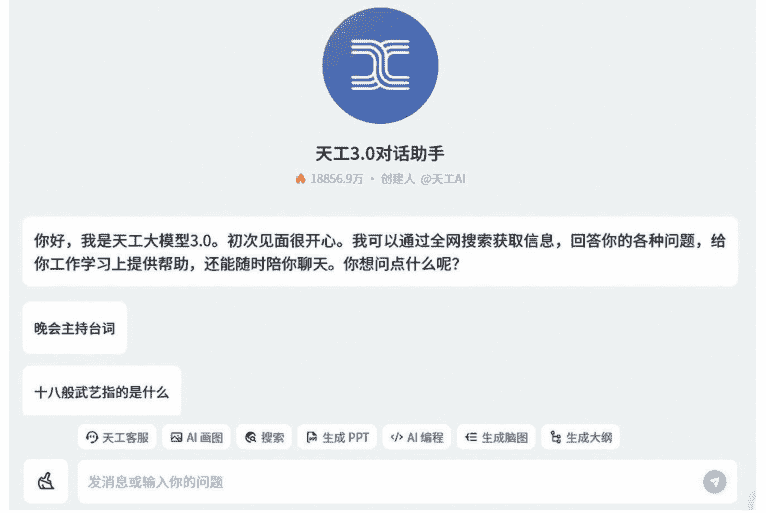 天工3.0对话助手
18856.9万 · 创建人 @天工AI
你好，我是天工大模型3.0。初次见面很开心。我可以通过全网搜索获取信息，回答你的各种问题，给
你工作学习上提供帮助，还能随时陪你聊天。你想问点什么呢？
晚会主持台词
十八般武艺指的是什么
天工客服 AI 画图 搜索 生成 PPT AI 编程 生成脑图 生成大纲
发消息或输入你的问题